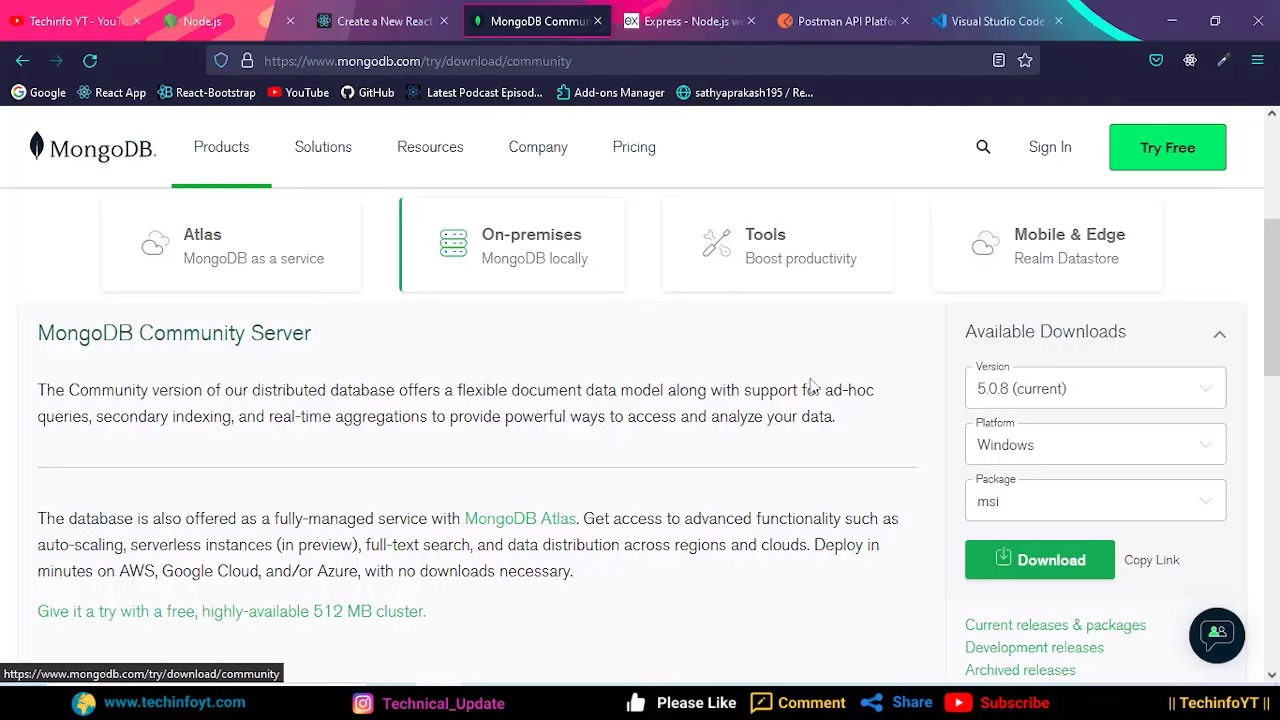 Techinfo YT - YouT
Node.js
Create a New React
MongoDB Commun
Express - Node.js we
Postman API Platfor
Visual Studio Code
https://www.mongodb.com/try/download/community
Google
React App
React-Bootstrap
YouTube
GitHub
Latest Podcast Episod...
Add-ons Manager
sathyaprakash195 / Re...
MongoDB.
Products
Solutions
Resources
Company
Pricing
Sign In
Try Free
Atlas
MongoDB as a service
On-premises
MongoDB locally
Tools
Boost productivity
Mobile & Edge
Realm Datastore
MongoDB Community Server
The Community version of our distributed database offers a flexible document data model along with support for ad-hoc
queries, secondary indexing, and real-time aggregations to provide powerful ways to access and analyze your data.
The database is also offered as a fully-managed service with MongoDB Atlas. Get access to advanced functionality such as
auto-scaling, serverless instances (in preview), full-text search, and data distribution across regions and clouds. Deploy in
minutes on AWS, Google Cloud, and/or Azure, with no downloads necessary.
Give it a try with a free, highly-available 512 MB cluster.
Available Downloads
Version
5.0.8 (current)
Platform
Windows
Package
msi
Download
Copy Link
Current releases & packages
Development releases
Archived releases
https://www.mongodb.com/try/download/community
www.techinfoyt.com
Technical_Update
Please Like
Comment
Share
Subscribe
|| TechinfoYT ||